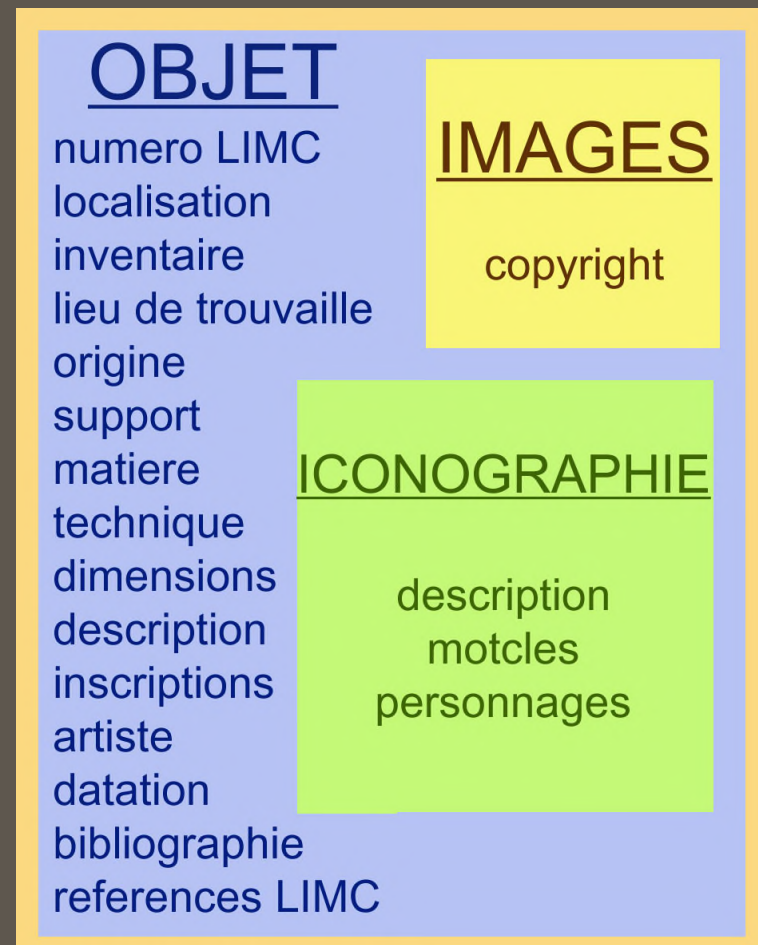 OBJET
numero LIMC
localisation
inventaire
lieu de trouvaille
origine
support
matiere
technique
dimensions
description
inscriptions
artiste
datation
bibliographie
references LIMC
IMAGES
copyright
ICONOGRAPHIE
description
motcles
personnages